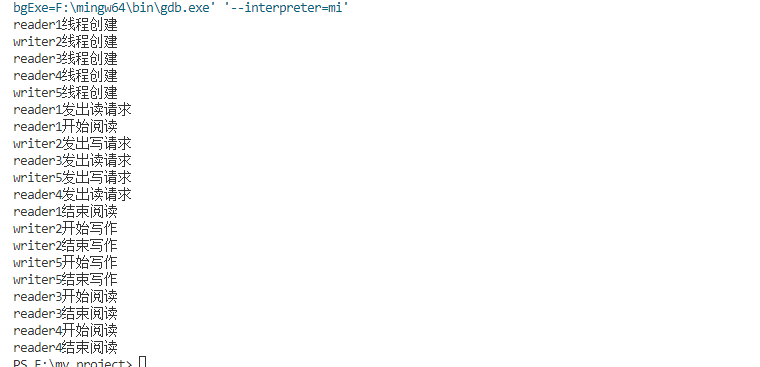 bgExe=F:\mingw64\bin\gdb.exe' '--interpreter=mi'
reader1线程创建
writer2线程创建
reader3线程创建
reader4线程创建
writer5线程创建
reader1发出读请求
reader1开始阅读
writer2发出写请求
reader3发出读请求
writer5发出写请求
reader4发出读请求
reader1结束阅读
writer2开始写作
writer2结束写作
writer5开始写作
writer5结束写作
reader3开始阅读
reader3结束阅读
reader4开始阅读
reader4结束阅读
PS F:\my project>